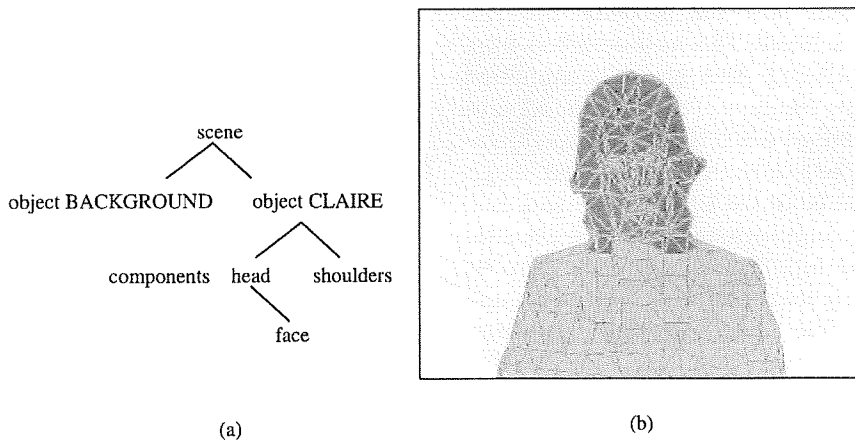 scene
object BACKGROUND object CLAIRE
components head shoulders
face
(a)
(b)